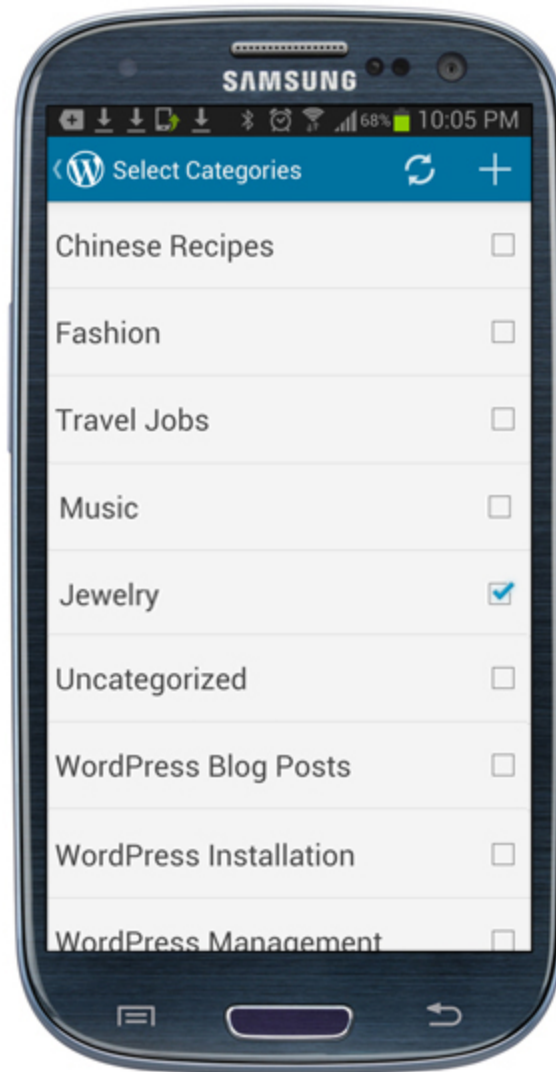 SAMSUNG
68% 10:05 PM
Select Categories
Chinese Recipes
Fashion
Travel Jobs
Music
Jewelry
Uncategorized
WordPress Blog Posts
WordPress Installation
WordPress Management